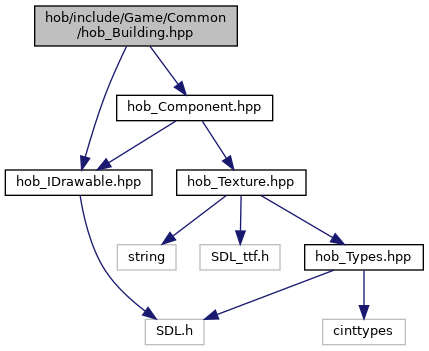 hob/include/Game/Common
/hob_Building.hpp
hob_Component.hpp
hob_IDrawable.hpp
hob_Texture.hpp
string
SDL_ttf.h
hob_Types.hpp
SDL.h
cinttypes